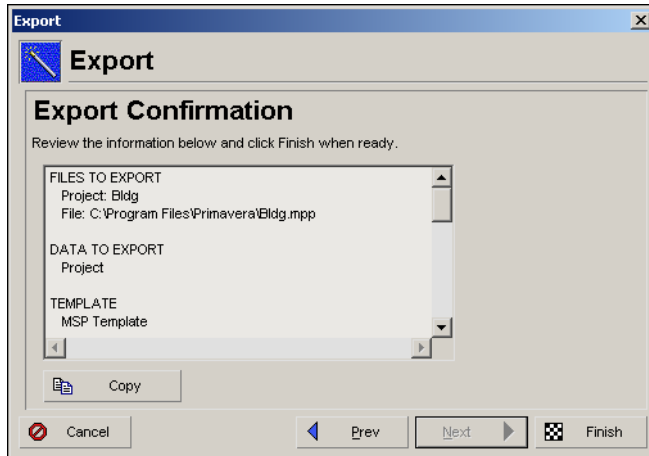 Export
Export
Export Confirmation
Review the information below and click Finish when ready.
FILES TO EXPORT
Project: Bldg
File: C:\Program Files\Primavera\Bldg.mpp
DATA TO EXPORT
Project
TEMPLATE
MSP Template
Copy
Cancel
Prev
Next
Finish